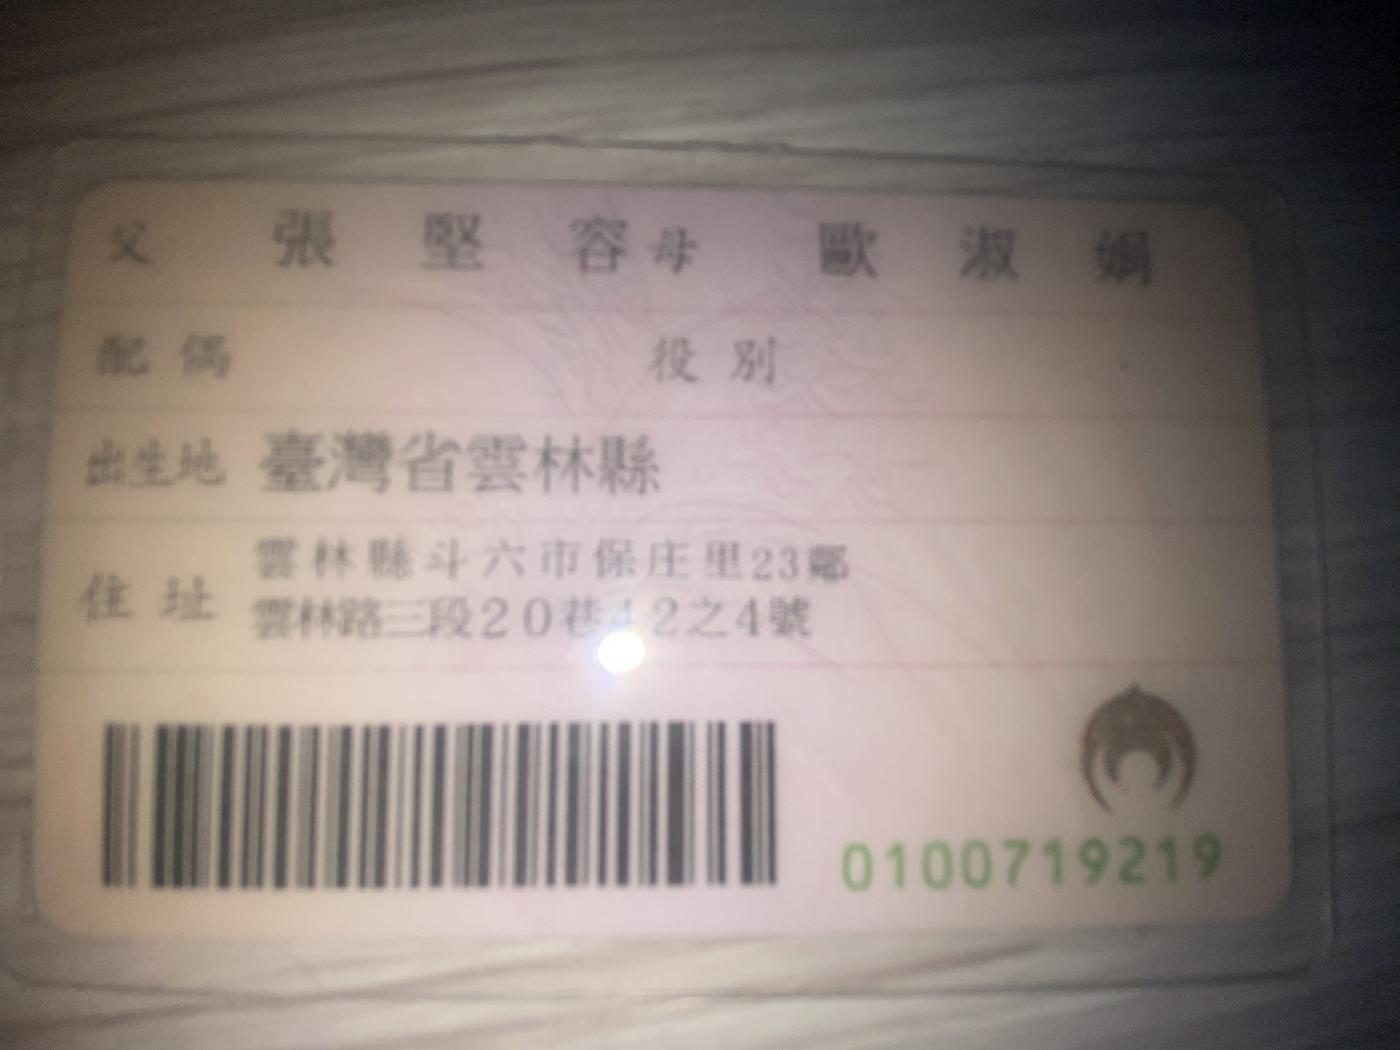 父 張堅容 母 歐淑娟
配偶 役別
出生地 臺灣省雲林縣
住址 雲林縣斗六市保庄里23鄰
雲林路三段20巷42之4號
0100719219